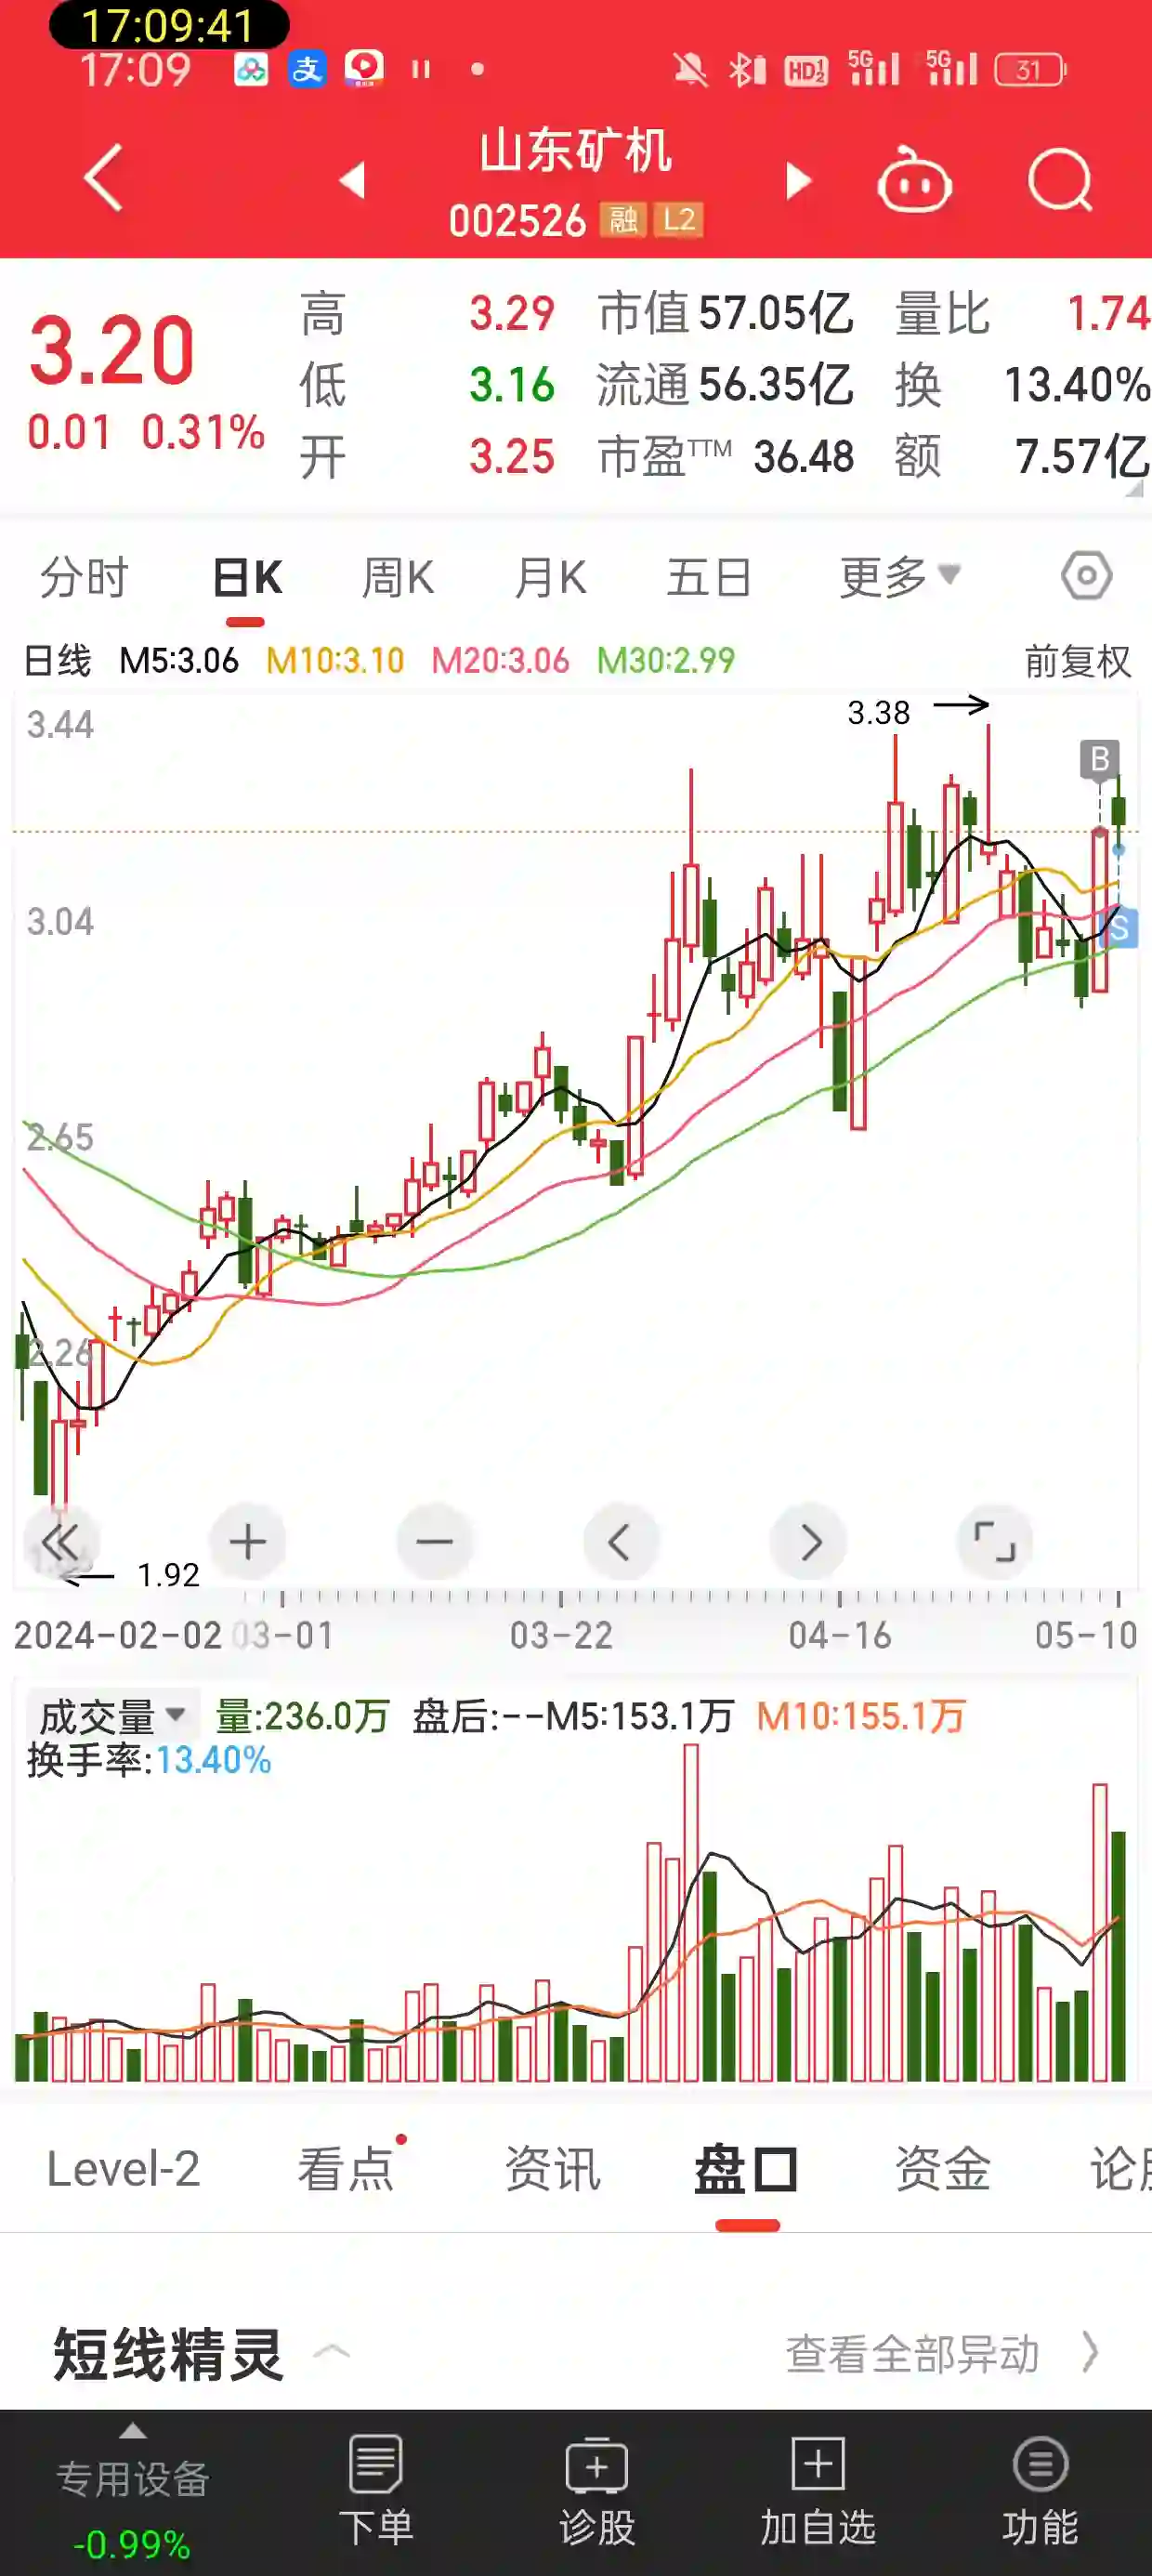 17:09:41
17:09 支 HD 1 2 5G 5G 31
山东矿机
002526 融 L2
3.20
0.01 0.31%
高 3.29 市值 57.05亿 量比 1.74
低 3.16 流通 56.35亿 换 13.40%
开 3.25 市盈TTM 36.48 额 7.57亿
分时 日K 周K 月K 五日 更多
日线 M5:3.06 M10:3.10 M20:3.06 M30:2.99 前复权
3.44
3.38
B
3.04
S
2.65
2.26
1.92
2024-02-02 03-01 03-22 04-16 05-10
成交量 量:236.0万 盘后:--M5:153.1万 M10:155.1万
换手率:13.40%
Level-2 看点 资讯 盘口 资金 论
短线精灵 查看全部异动
专用设备
-0.99%
下单 诊股 加自选 功能